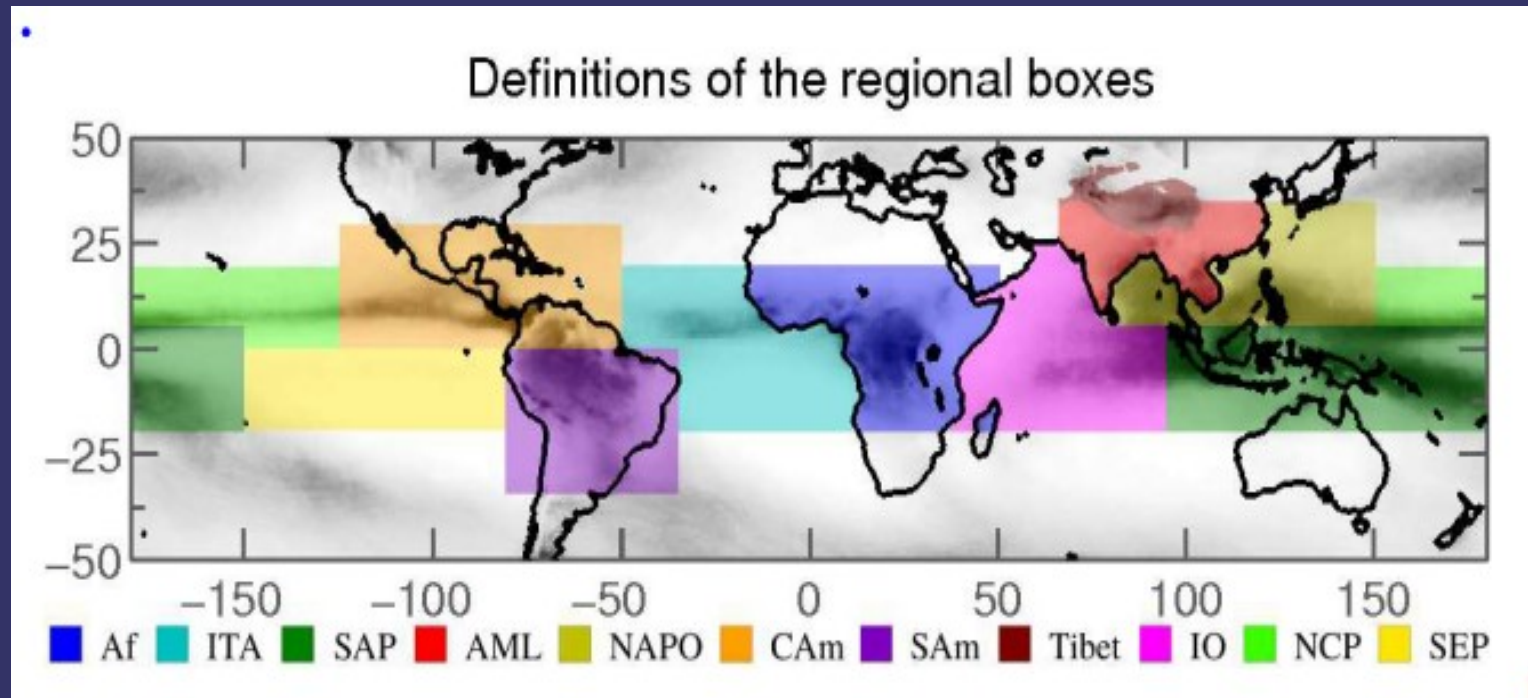 Definitions of the regional boxes
50
25
0
−25
−50
−150 −100 −50 0 50 100 150
Af ITA SAP AML NAPO CAm SAm Tibet IO NCP SEP